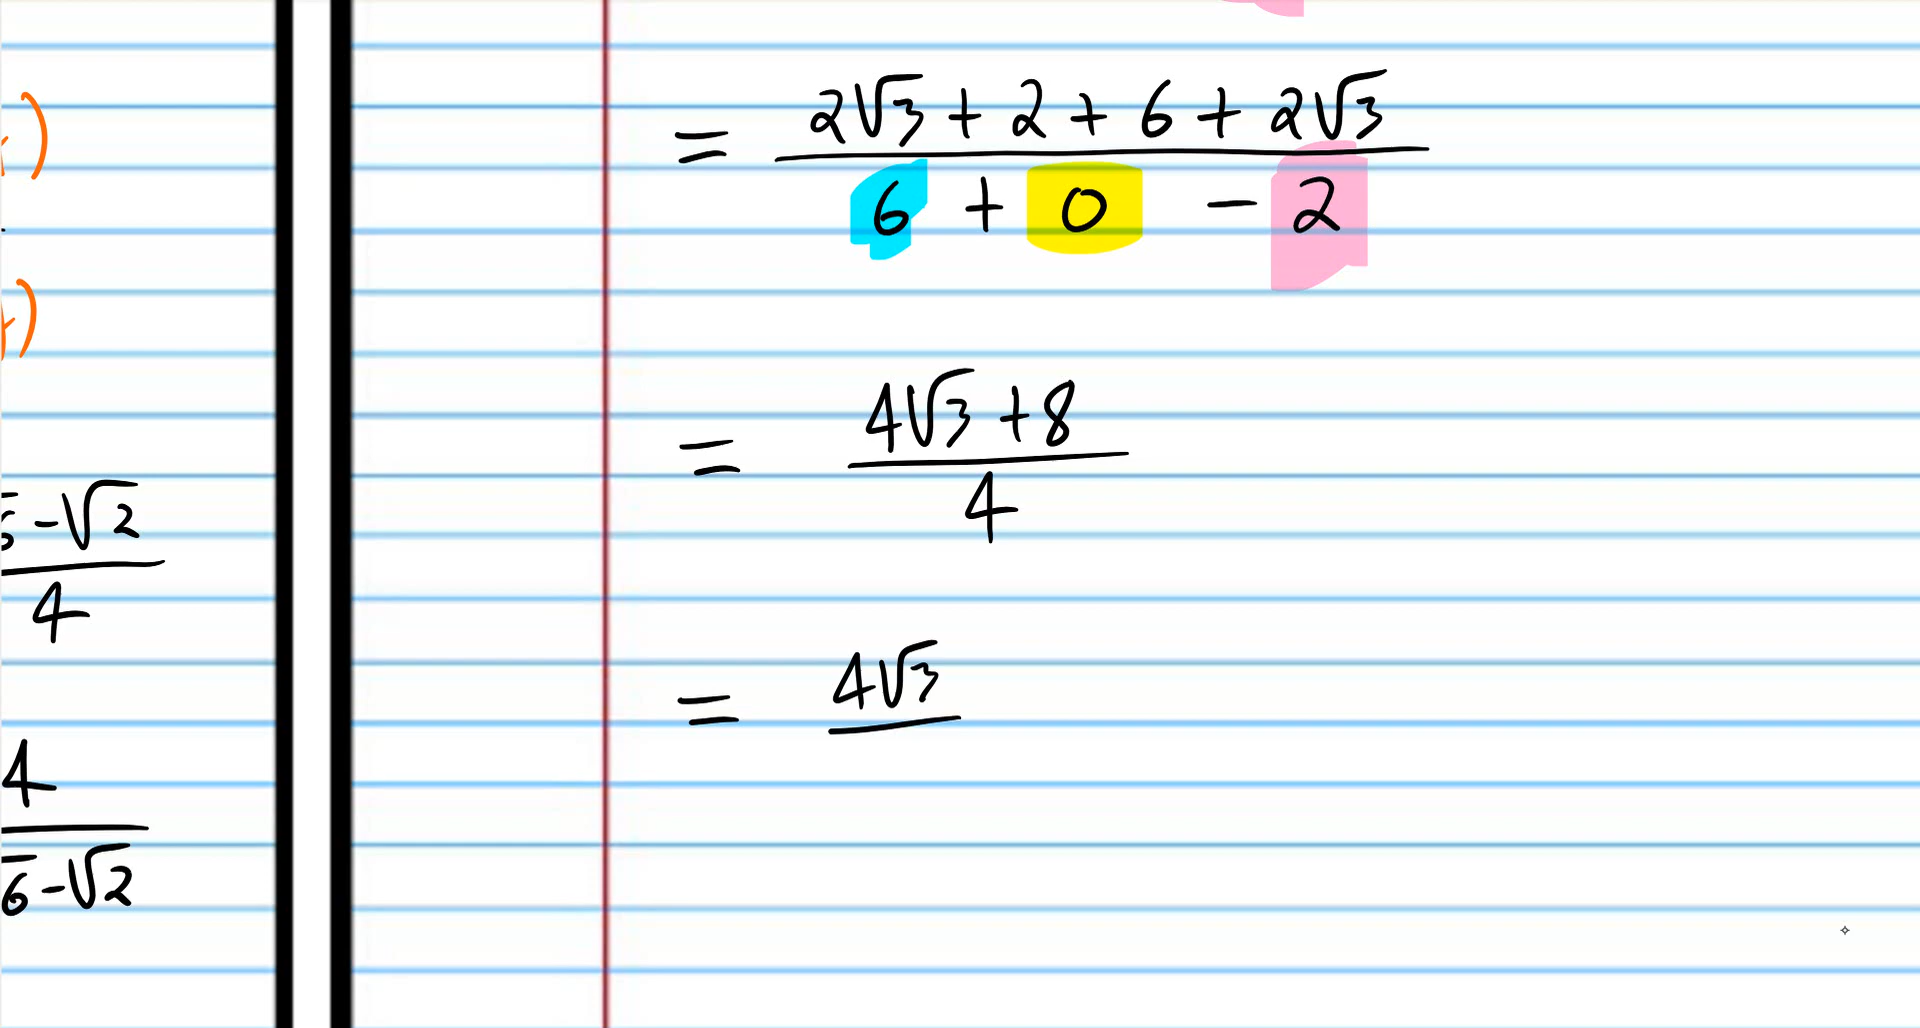 )
)
-√2
4
4
6-√2
= 2√3 + 2 + 6 + 2√3
6 + 0 - 2
= 4√3 + 8
4
= 4√3